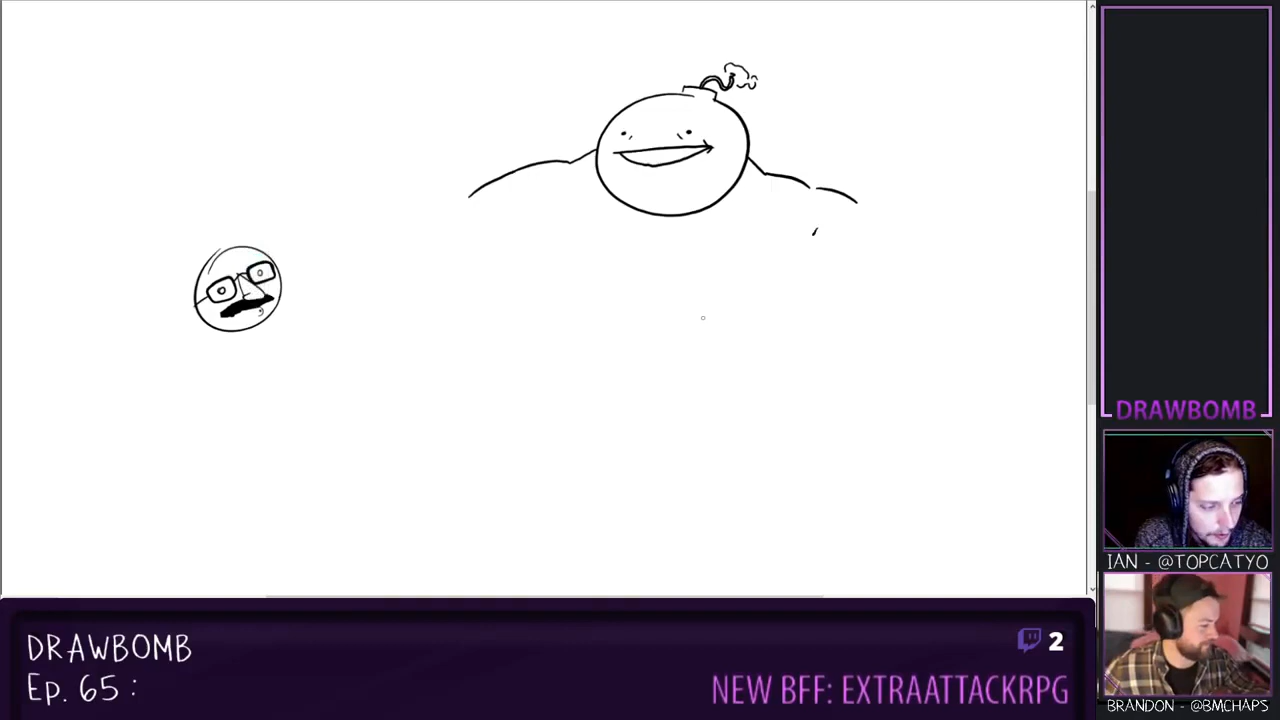 DRAWBOMB
IAN - @TOPCATYO
BRANDON - @BMCHAPS
DRAWBOMB
Ep. 65:
2
NEW BFF: EXTRAATTACKRPG